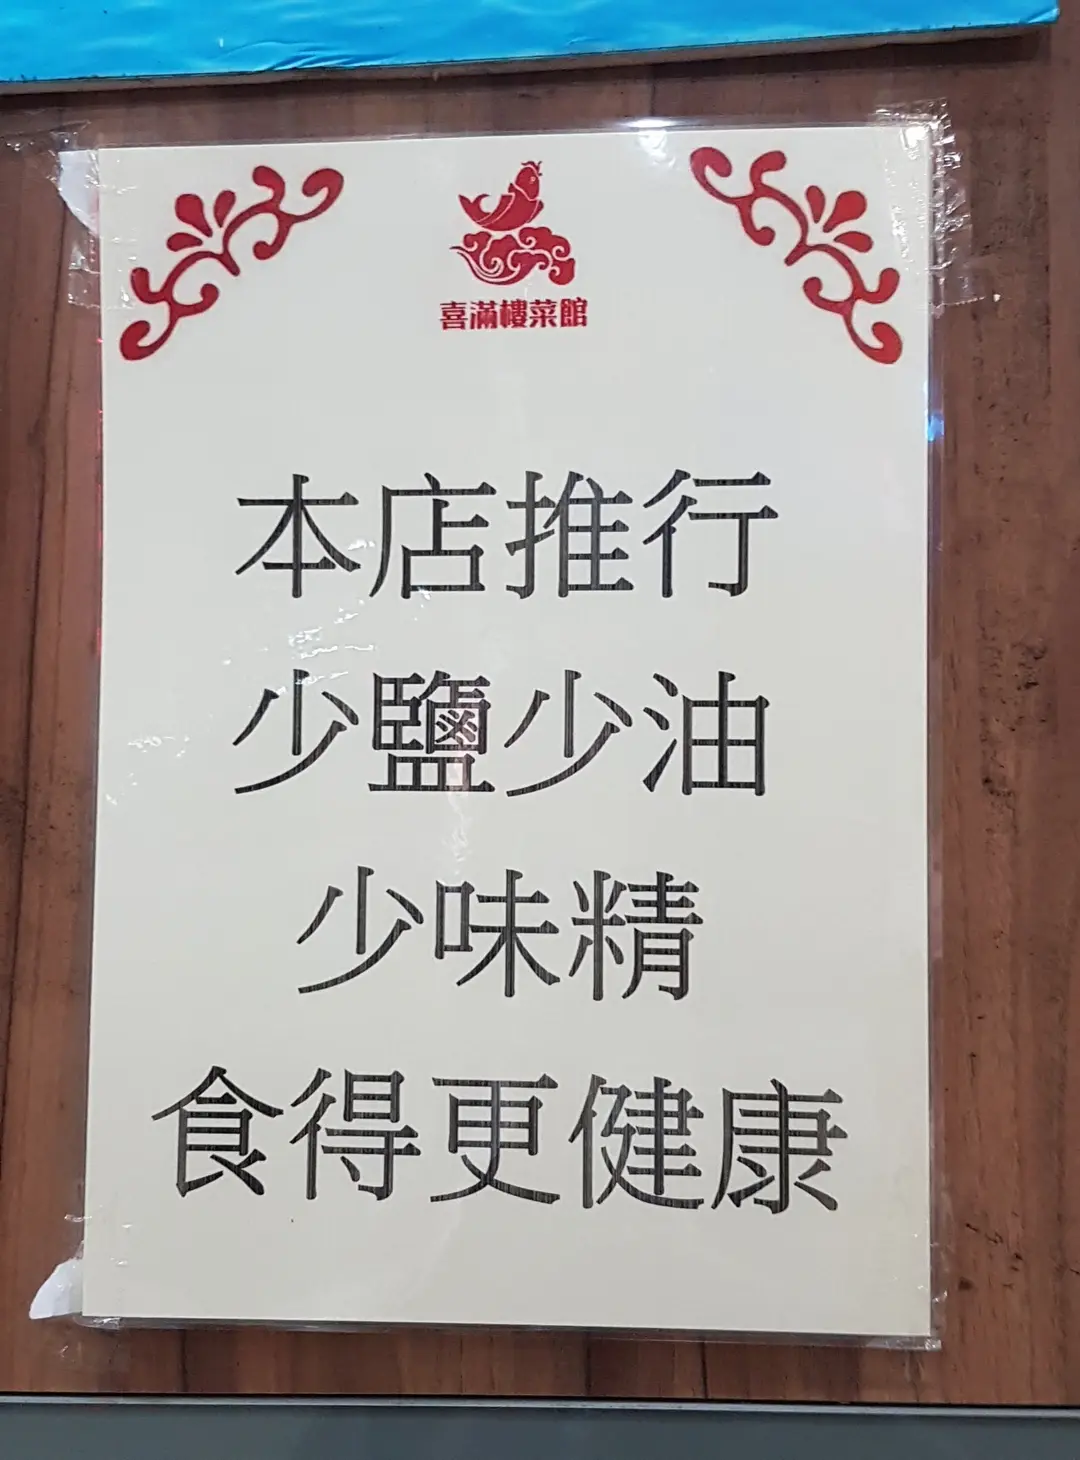 喜滿樓菜館
本店推行
少鹽少油
少味精
食得更健康